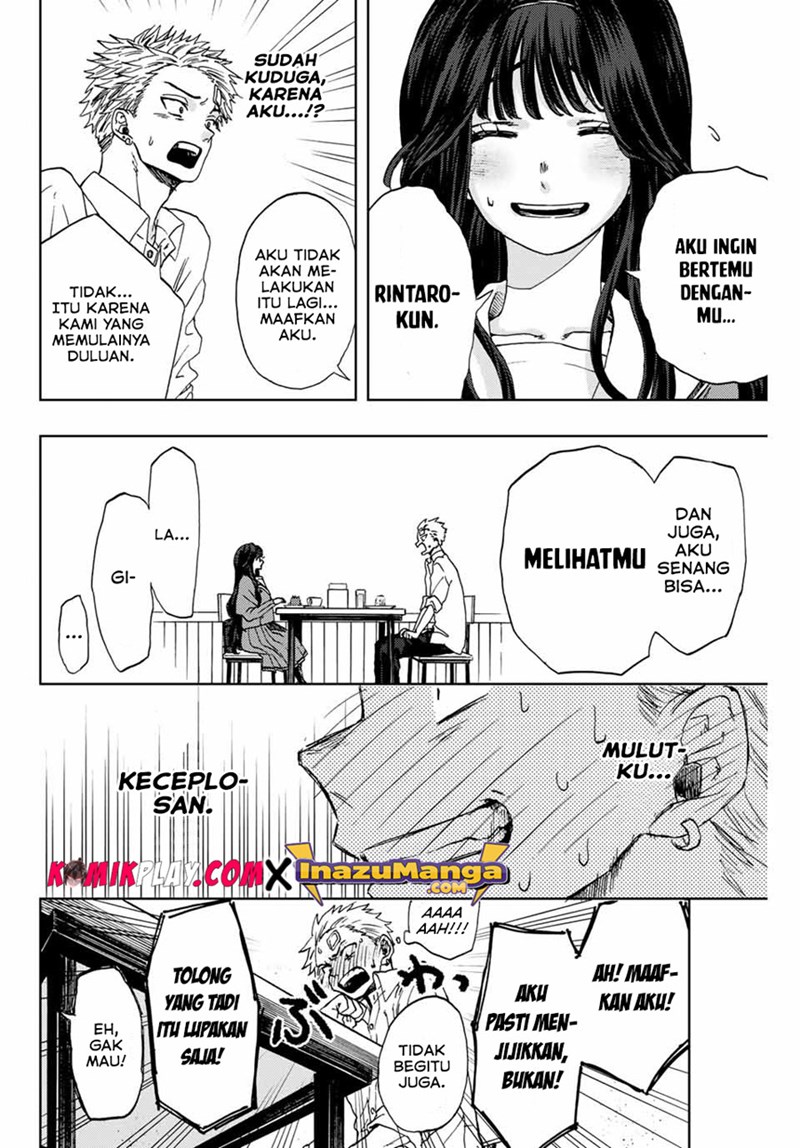 AKU INGIN
BERTEMU
DENGAN-
MU...
RINTARO-
KUN.
SUDAH
KUDUGA,
KARENA
AKU....!?
AKU TIDAK
AKAN ME-
LAKUKAN
ITU LAGI...
MAAFKAN
AKU.
TIDAK...
ITU KARENA
KAMI YANG
MEMULAINYA
DULUAN.
DAN
JUGA,
AKU
SENANG
BISA...
MELIHATMU
LA...
GI-
...
MULUT-
KU...
KECEPLO-
SAN.
KOMIKPLAY.COM X InazuManga
.COM
AH! MAAF-
KAN AKU!
AKU
PASTI MEN-
JIJIKKAN,
BUKAN!
AAAA
AAH!!!
TIDAK
BEGITU
JUGA.
わっ
ぶ
TOLONG
YANG TADI
ITU LUPAKAN
SAJA!
EH,
GAK
MAU!